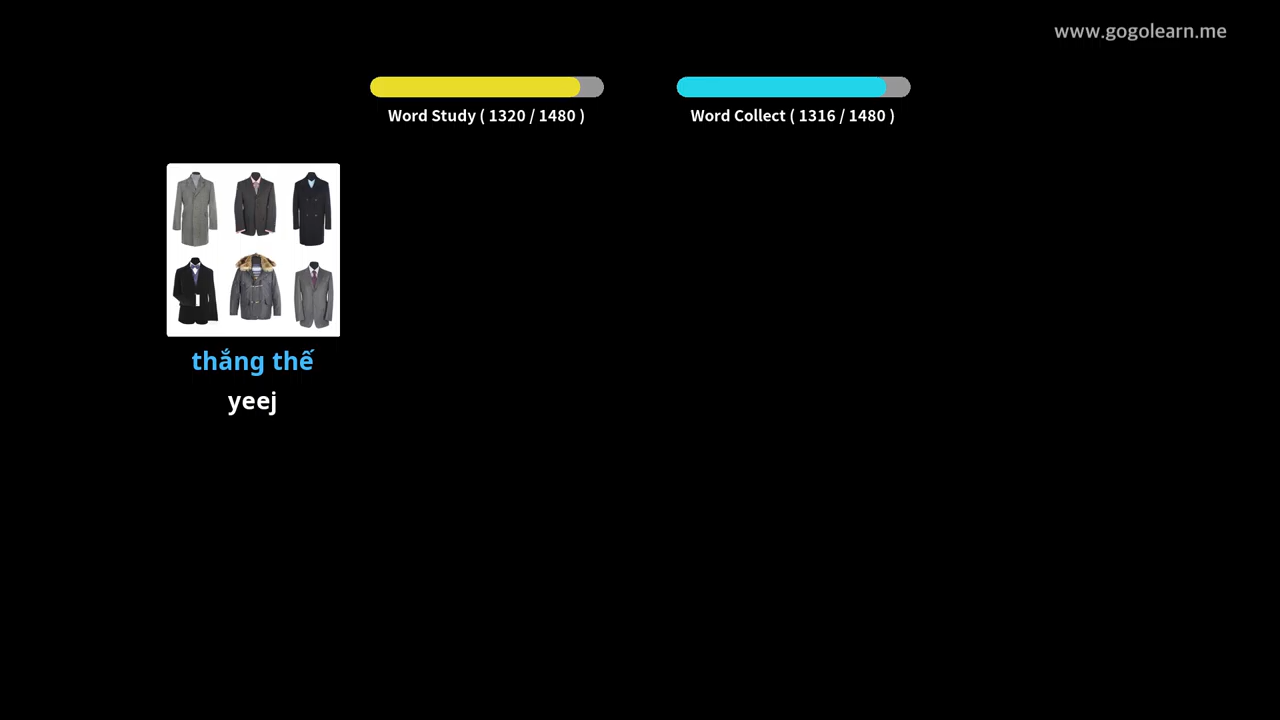 www.gogolearn.me
Word Study ( 1320 / 1480 )
Word Collect ( 1316 / 1480 )
thắng thế
yeej